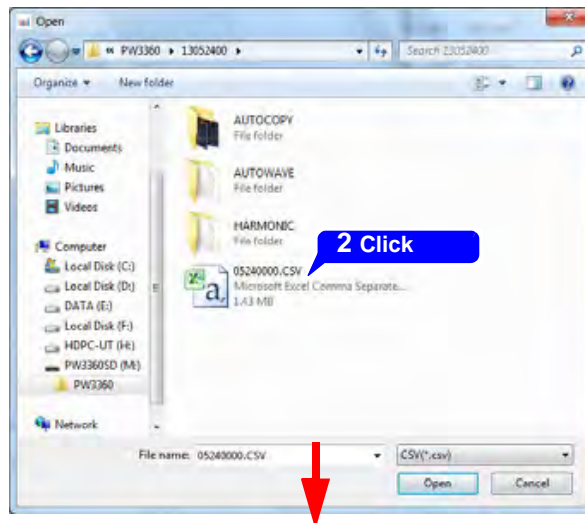 Open
PW3360 ▸ 13052400 ▸
Search 13052400
Organize
New folder
Libraries
Documents
Music
Pictures
Videos
Computer
Local Disk (C:)
Local Disk (D:)
DATA (E:)
Local Disk (F:)
HDPC-UT (H:)
PW3360SD (M:)
PW3360
Network
AUTOCOPY
File folder
AUTOWAVE
File folder
HARMONIC
File folder
2 Click
05240000.CSV
Microsoft Excel Comma Separate...
1.43 MB
File name: 05240000.CSV
CSV(*.csv)
Open
Cancel